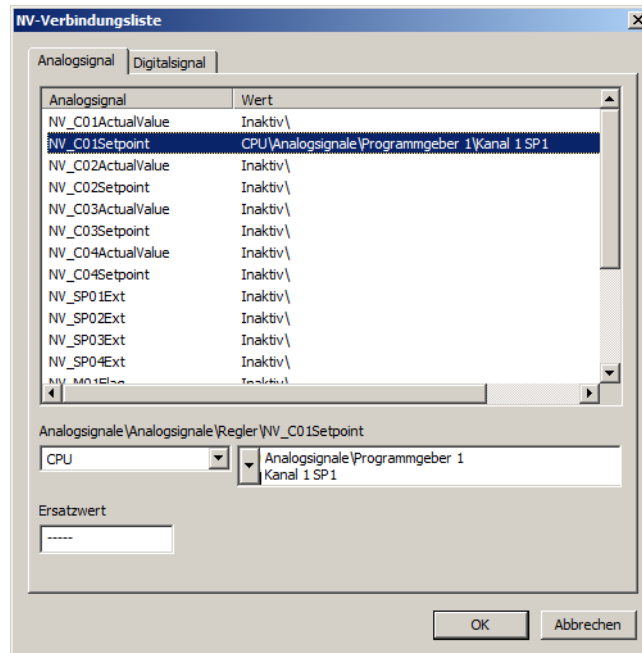 NV-Verbindungsliste
Analogsignal Digitalsignal
Analogsignal Wert
NV_C01ActualValue Inaktiv\
NV_C01Setpoint CPU\Analogsignale\Programmgeber 1\Kanal 1 SP1
NV_C02ActualValue Inaktiv\
NV_C02Setpoint Inaktiv\
NV_C03ActualValue Inaktiv\
NV_C03Setpoint Inaktiv\
NV_C04ActualValue Inaktiv\
NV_C04Setpoint Inaktiv\
NV_SP01Ext Inaktiv\
NV_SP02Ext Inaktiv\
NV_SP03Ext Inaktiv\
NV_SP04Ext Inaktiv\
NV_M01Flag Inaktiv\
Analogsignale\Analogsignale\Regler\NV_C01Setpoint
CPU
Analogsignale\Programmgeber 1
Kanal 1 SP1
Ersatzwert
-----
OK Abbrechen